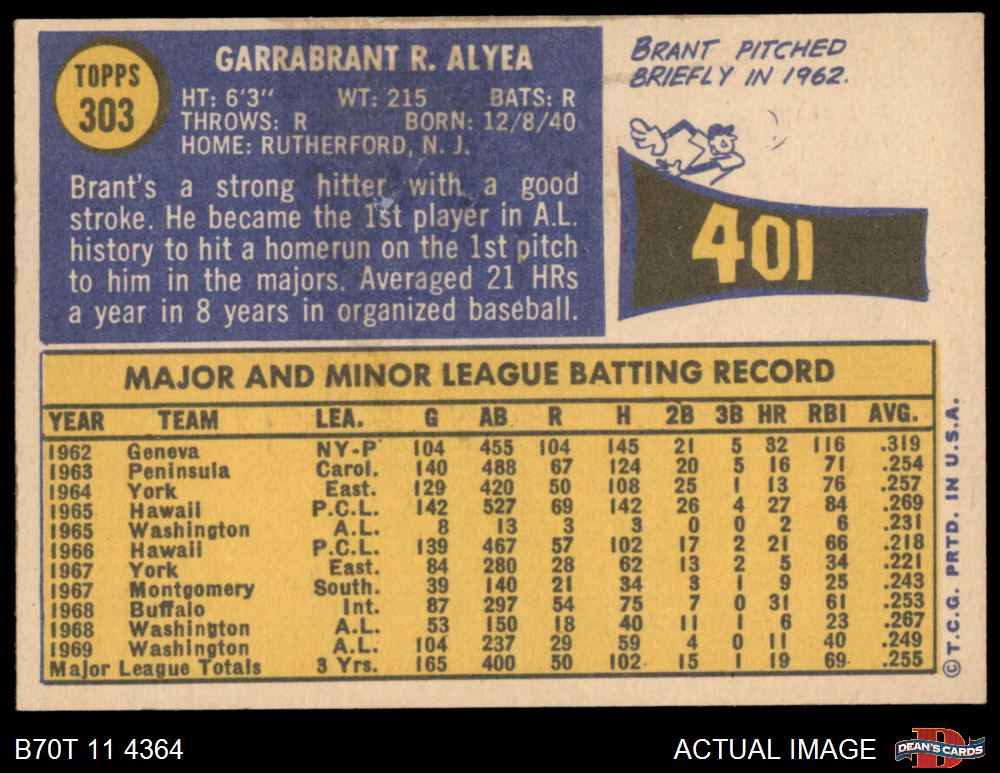 TOPPS
303
GARRABRANT R. ALYEA
HT: 6'3" WT: 215 BATS: R
THROWS: R BORN: 12/8/40
HOME: RUTHERFORD, N. J.
Brant's a strong hitter with a good
stroke. He became the 1st player in A.L.
history to hit a homerun on the 1st pitch
to him in the majors. Averaged 21 HRs
a year in 8 years in organized baseball.
BRANT PITCHED
BRIEFLY IN 1962.
401
MAJOR AND MINOR LEAGUE BATTING RECORD
YEAR TEAM LEA. G AB R H 2B 3B HR RBI AVG.
1962 Geneva NY-P 104 455 104 145 21 5 32 116 .319
1963 Peninsula Carol. 140 488 67 124 20 5 16 71 .254
1964 York East. 129 420 50 108 25 1 13 76 .257
1965 Hawaii P.C.L. 142 527 69 142 26 4 27 84 .269
1965 Washington A.L. 8 13 3 3 0 0 2 6 .231
1966 Hawaii P.C.L. 139 467 57 102 17 2 21 66 .218
1967 York East. 84 280 28 62 13 2 5 34 .221
1967 Montgomery South. 39 140 21 34 3 1 9 25 .243
1968 Buffalo Int. 87 297 54 75 7 0 31 61 .253
1968 Washington A.L. 53 150 18 40 11 1 6 23 .267
1969 Washington A.L. 104 237 29 59 4 0 11 40 .249
Major League Totals 3 Yrs. 165 400 50 102 15 1 19 69 .255
© T.C.G. PRTD. IN U.S.A.
B70T 11 4364
ACTUAL IMAGE
DEAN'S CARDS